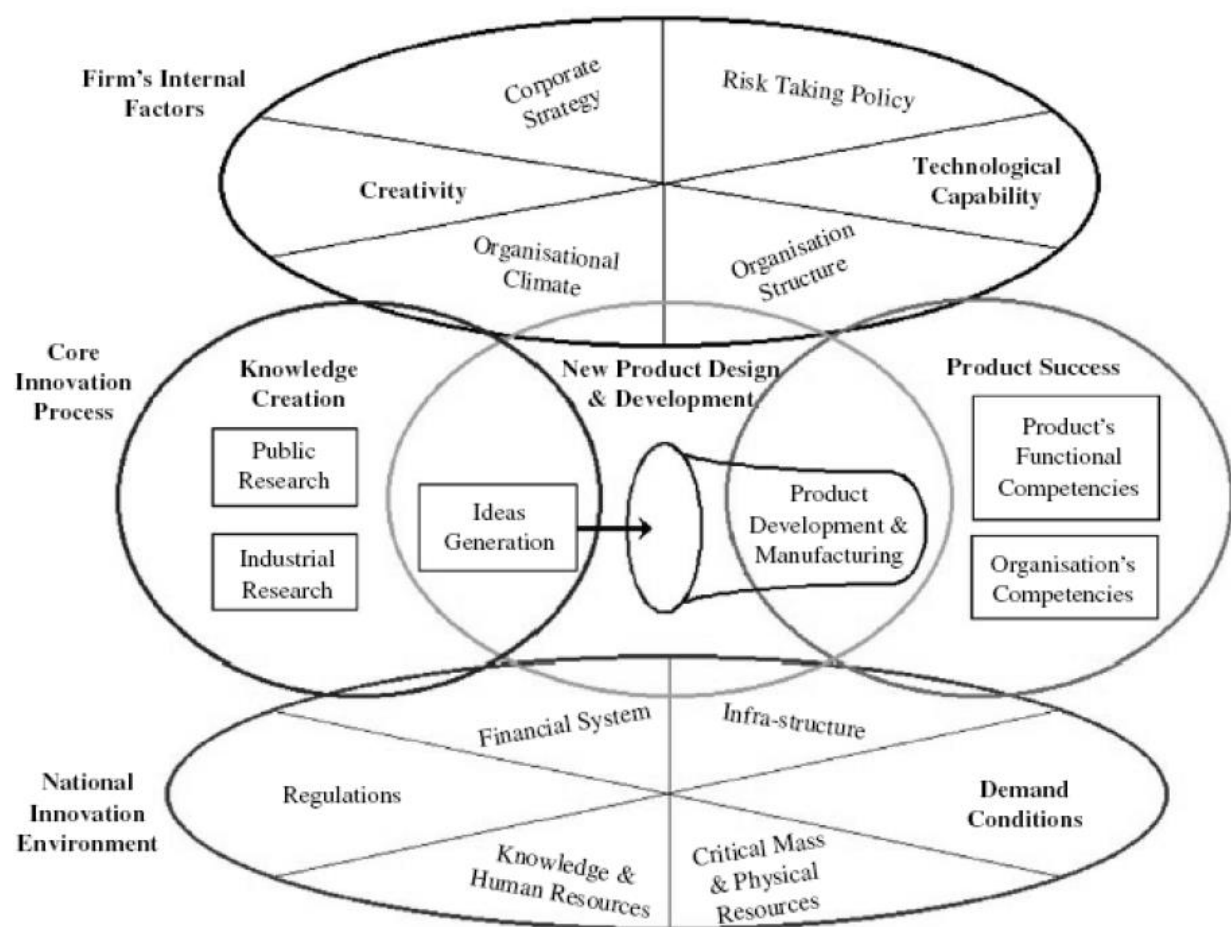 Firm's Internal
Factors
Corporate
Strategy
Risk Taking Policy
Creativity
Technological
Capability
Organisational
Climate
Organisation
Structure
Core
Innovation
Process
Knowledge
Creation
Public
Research
Industrial
Research
New Product Design
& Development
Ideas
Generation
Product
Development &
Manufacturing
Product Success
Product's
Functional
Competencies
Organisation's
Competencies
National
Innovation
Environment
Financial System
Infra-structure
Regulations
Demand
Conditions
Knowledge &
Human Resources
Critical Mass
& Physical
Resources